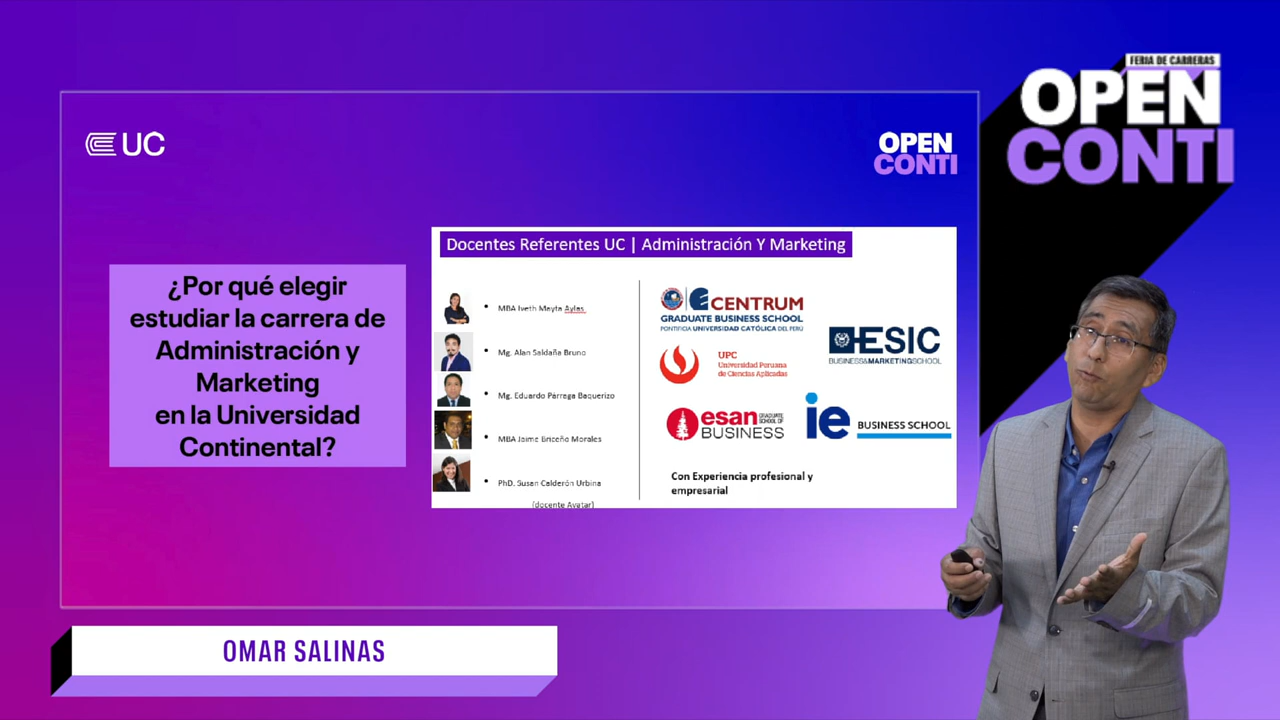 FERIA DE CARRERAS
OPEN
CONTI
UC
OPEN
CONTI
¿Por qué elegir
estudiar la carrera de
Administración y
Marketing
en la Universidad
Continental?
Docentes Referentes UC | Administración Y Marketing
• MBA Iveth Mayta Aylas,
• Mg. Alan Saldaña Bruno
• Mg. Eduardo Párraga Baquerizo
• MBA Jaime Briceño Morales
• PhD. Susan Calderón Urbina
(docente Avatar)
CENTRUM
GRADUATE BUSINESS SCHOOL
PONTIFICIA UNIVERSIDAD CATÓLICA DEL PERÚ
ESIC
BUSINESS&MARKETINGSCHOOL
UPC
Universidad Peruana
de Ciencias Aplicadas
esan GRADUATE
SCHOOL OF
BUSINESS
ie BUSINESS SCHOOL
Con Experiencia profesional y
empresarial
OMAR SALINAS